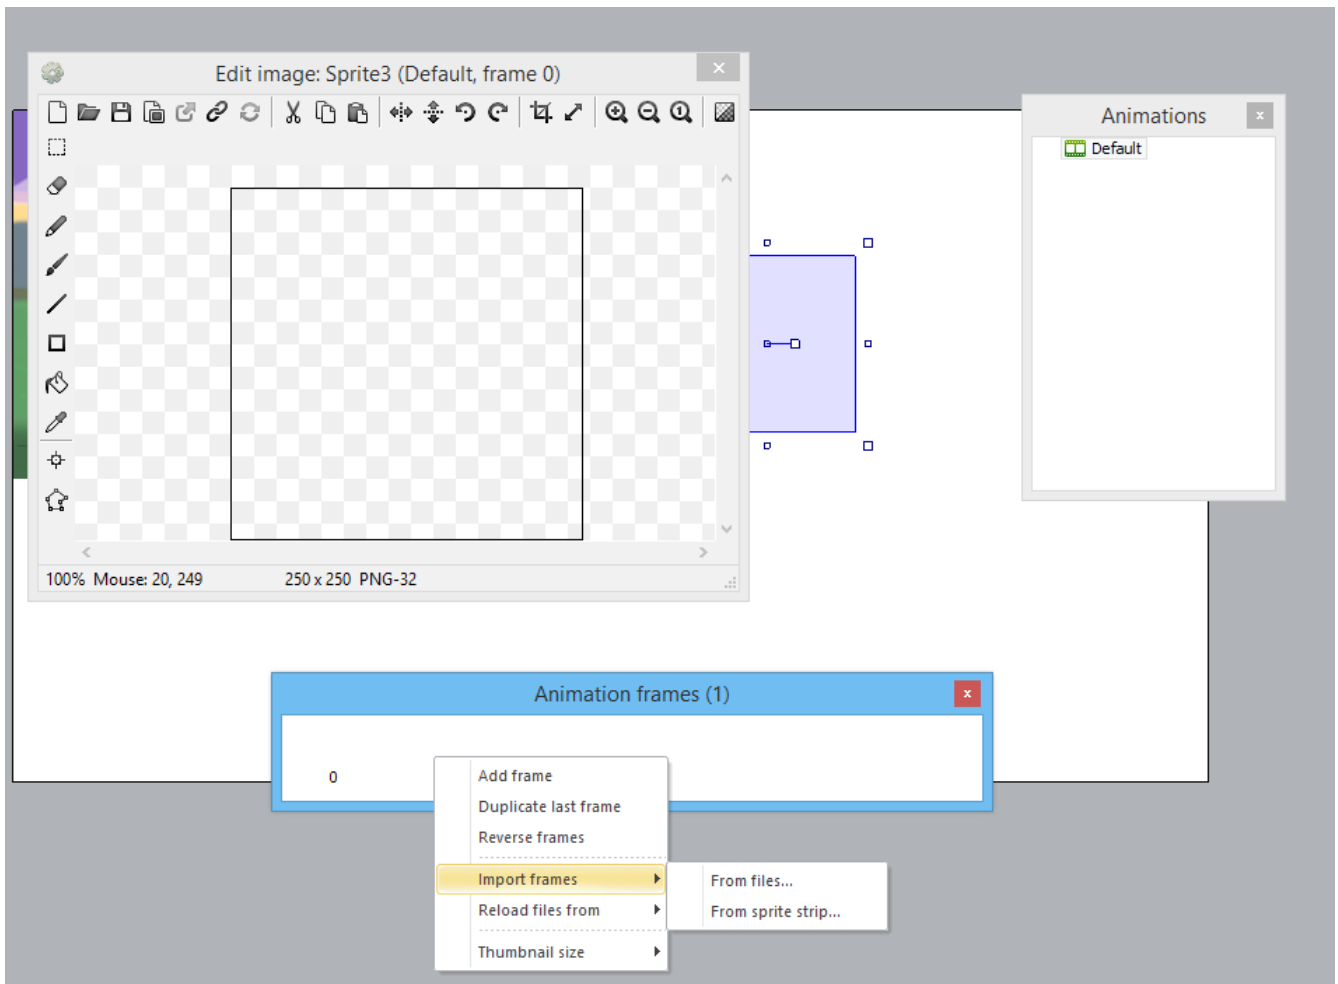 Edit image: Sprite3 (Default, frame 0)
Animations
Default
100% Mouse: 20, 249 250 x 250 PNG-32
Animation frames (1)
0
Add frame
Duplicate last frame
Reverse frames
Import frames
From files...
Reload files from
From sprite strip...
Thumbnail size